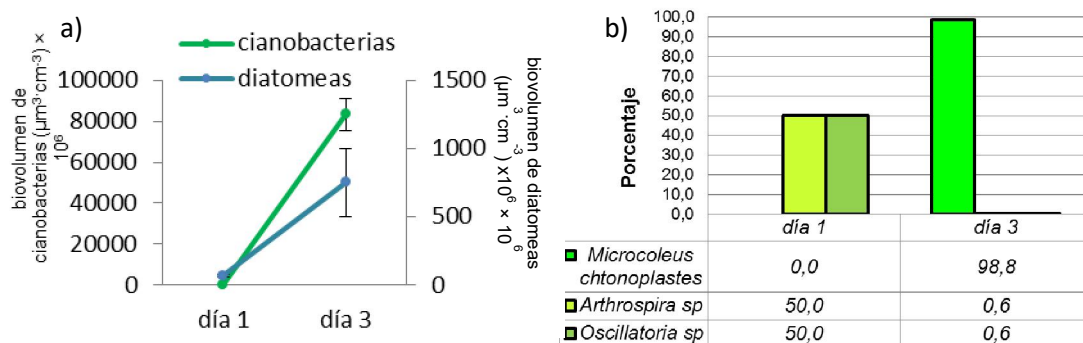 a)
cianobacterias
diatomeas
biovolumen de
cianobacterias (µm³·cm⁻³) ×
10⁶
100000
80000
60000
40000
20000
0
1500
1000
500
0
biovolumen de diatomeas
(µm³·cm⁻³) x10⁶ × 10⁶
día 1
día 3
b)
Porcentaje
100,0
90,0
80,0
70,0
60,0
50,0
40,0
30,0
20,0
10,0
0,0
día 1 día 3
Microcoleus
chtonoplastes 0,0 98,8
Arthrospira sp 50,0 0,6
Oscillatoria sp 50,0 0,6